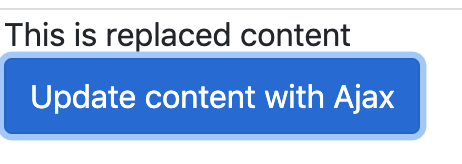 This is replaced content
Update content with Ajax